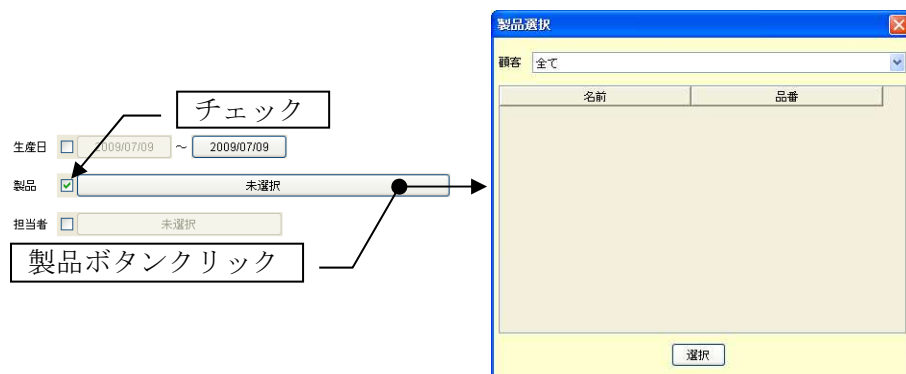 チェック
生産日 2009/07/09 ～ 2009/07/09
製品 未選択
担当者 未選択
製品ボタンクリック
製品選択
顧客 全て
名前 品番
選択